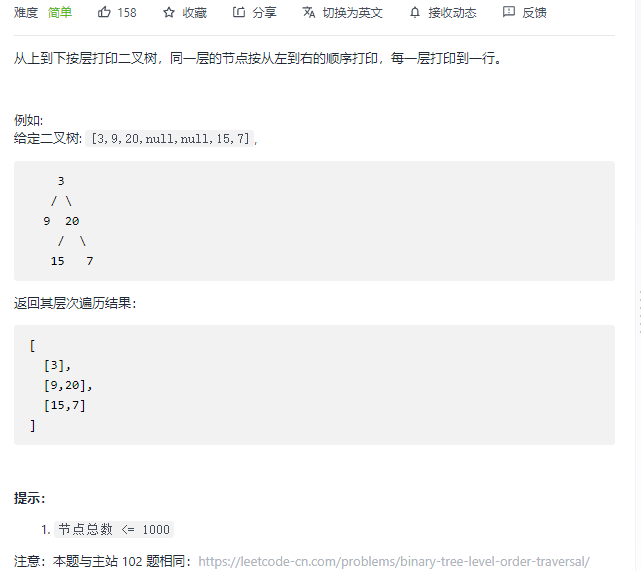 难度 简单 158 收藏 分享 切换为英文 接收动态 反馈
从上到下按层打印二叉树，同一层的节点按从左到右的顺序打印，每一层打印到一行。
例如:
给定二叉树: [3,9,20,null,null,15,7],
3
/ \
9 20
/ \
15 7
返回其层次遍历结果：
[
[3],
[9,20],
[15,7]
]
提示：
1. 节点总数 <= 1000
注意：本题与主站 102 题相同：https://leetcode-cn.com/problems/binary-tree-level-order-traversal/